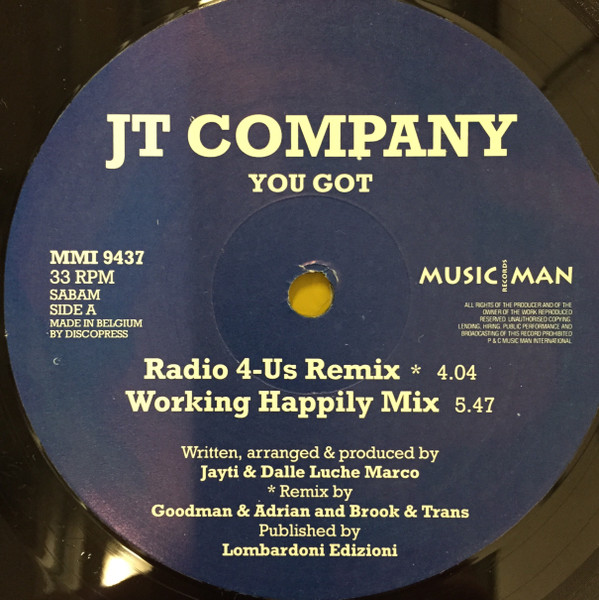 JT COMPANY
YOU GOT
MMI 9437
33 RPM
SABAM
SIDE A
MADE IN BELGIUM
BY DISCOPRESS
MUSIC RECORDS MAN
ALL RIGHTS OF THE PRODUCER AND OF THE
OWNER OF THE WORK REPRODUCED
RESERVED. UNAUTHORISED COPYING.
LENDING, HIRING. PUBLIC PERFORMANCE AND
BROADCASTING OF THIS RECORD PROHIBITED
P & C MUSIC MAN INTERNATIONAL
Radio 4-Us Remix * 4.04
Working Happily Mix 5.47
Written, arranged & produced by
Jayti & Dalle Luche Marco
* Remix by
Goodman & Adrian and Brook & Trans
Published by
Lombardoni Edizioni